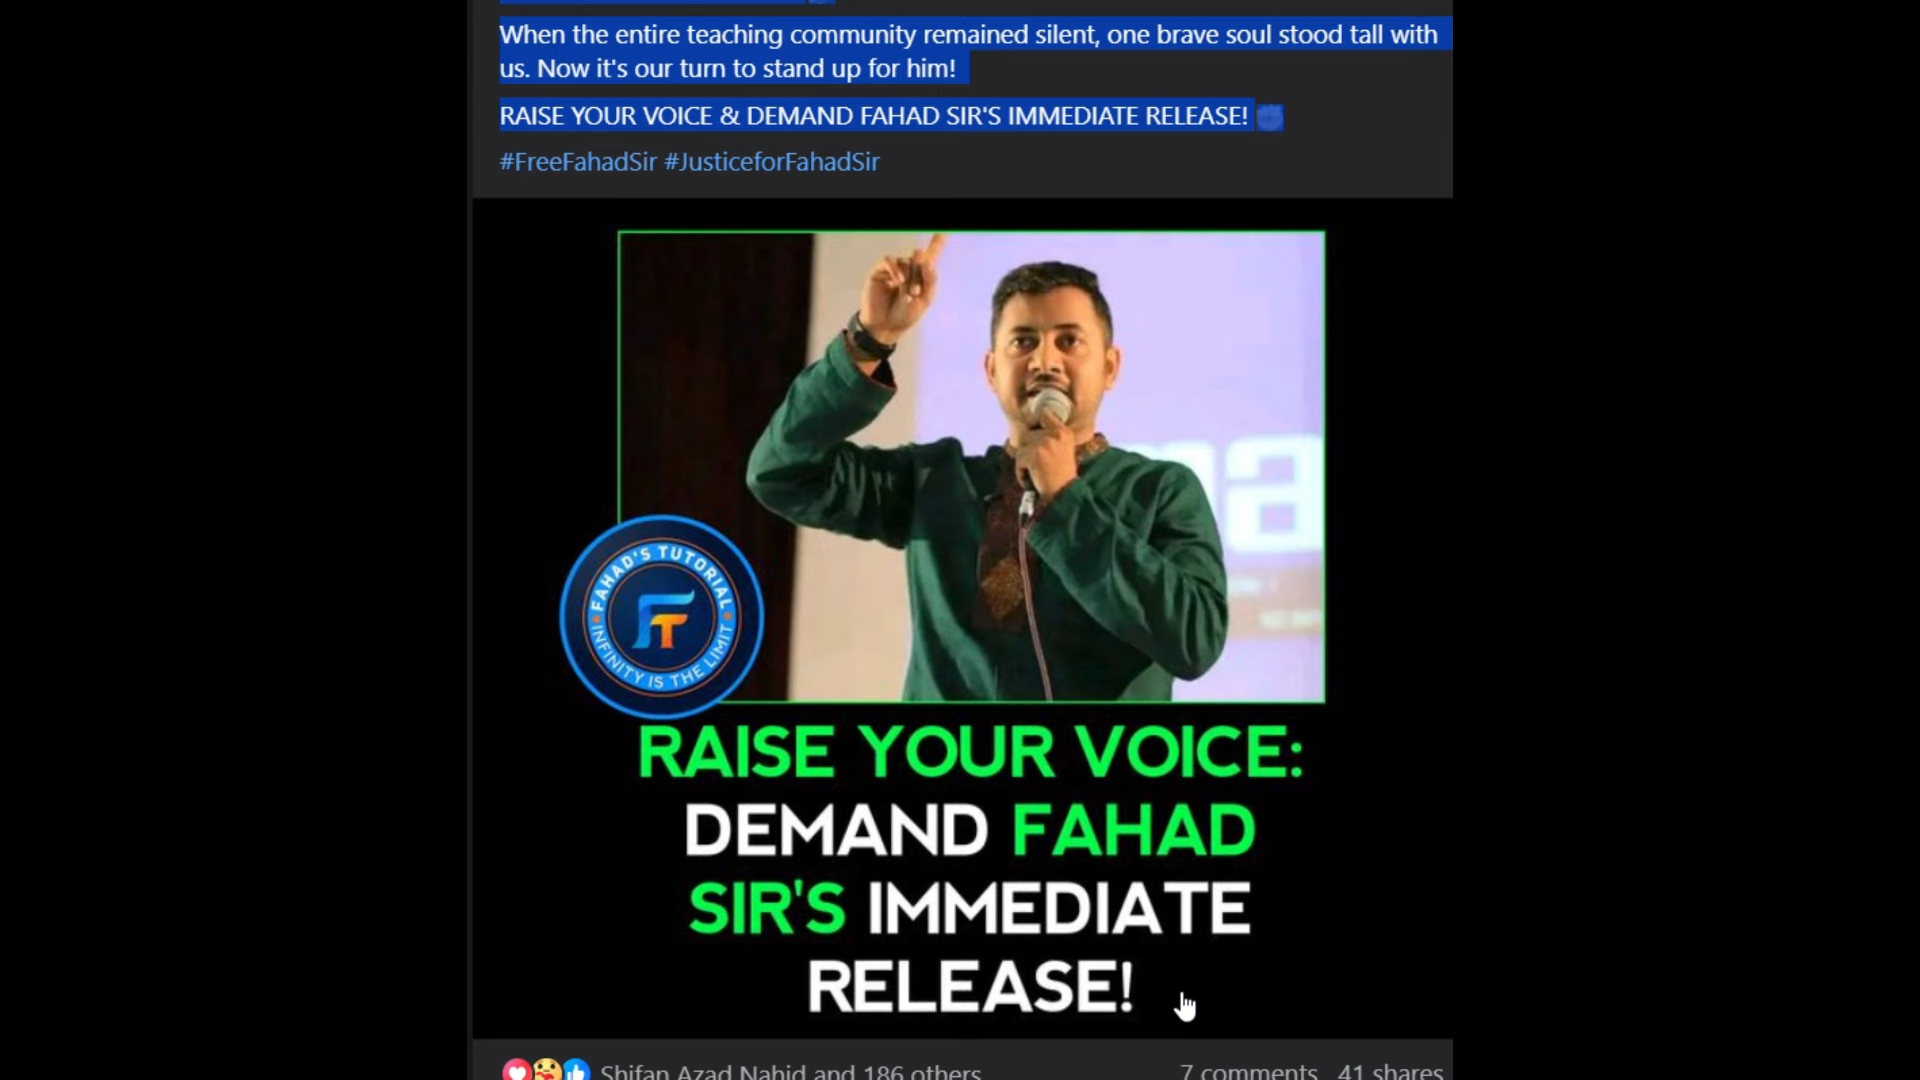 When the entire teaching community remained silent, one brave soul stood tall with
us. Now it's our turn to stand up for him!
RAISE YOUR VOICE & DEMAND FAHAD SIR'S IMMEDIATE RELEASE!
#FreeFahadSir #JusticeforFahadSir
na
FAHAD'S TUTORIAL
FT
INFINITY IS THE LIMIT
RAISE YOUR VOICE:
DEMAND FAHAD
SIR'S IMMEDIATE
RELEASE!
Shifan Azad Nahid and 186 others 7 comments 41 shares